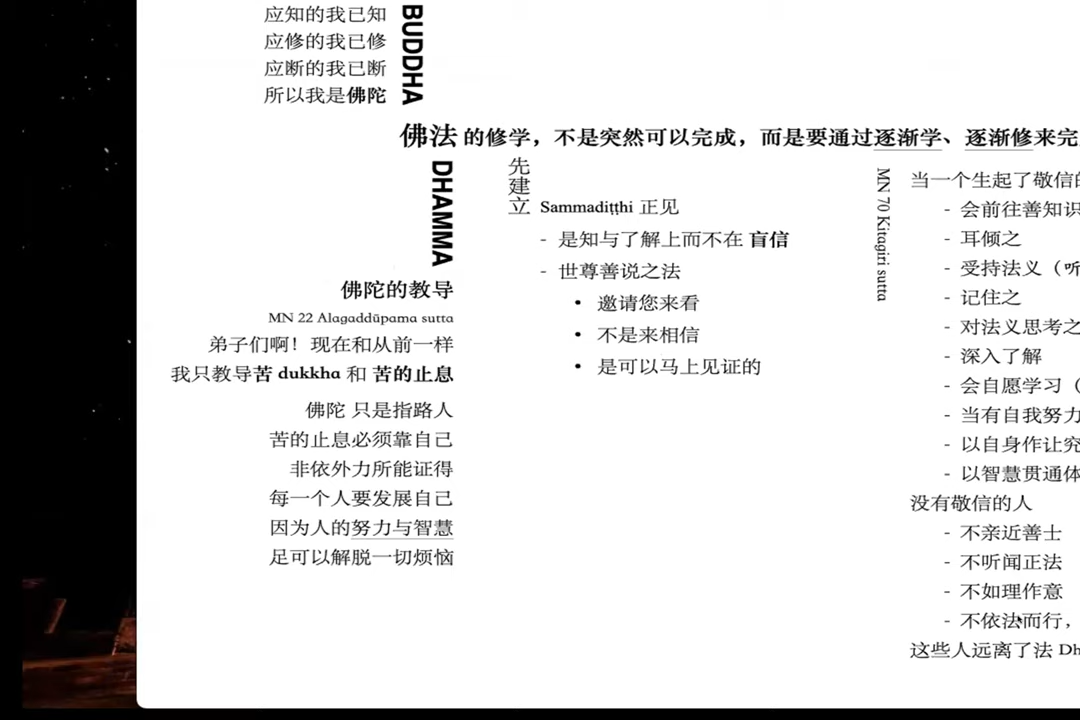 应知的我已知
应修的我已修
应断的我已断
所以我是佛陀
BUDDHA
佛法的修学，不是突然可以完成，而是要通过逐渐学、逐渐修来完
DHAMMA
佛陀的教导
MN 22 Alagaddūpama sutta
弟子们啊！现在和从前一样
我只教导苦 dukkha 和 苦的止息
佛陀 只是指路人
苦的止息必须靠自己
非依外力所能证得
每一个人要发展自己
因为人的努力与智慧
足可以解脱一切烦恼
先建立
Sammadiṭṭhi 正见
- 是知与了解上而不在 盲信
- 世尊善说之法
• 邀请您来看
• 不是来相信
• 是可以马上见证的
MN 70 Kitagiri sutta
当一个生起了敬信的
- 会前往善知识
- 耳倾之
- 受持法义（听
- 记住之
- 对法义思考之
- 深入了解
- 会自愿学习（
- 当有自我努力
- 以自身作让究
- 以智慧贯通体
没有敬信的人
- 不亲近善士
- 不听闻正法
- 不如理作意
- 不依法而行，
这些人远离了法 Dh